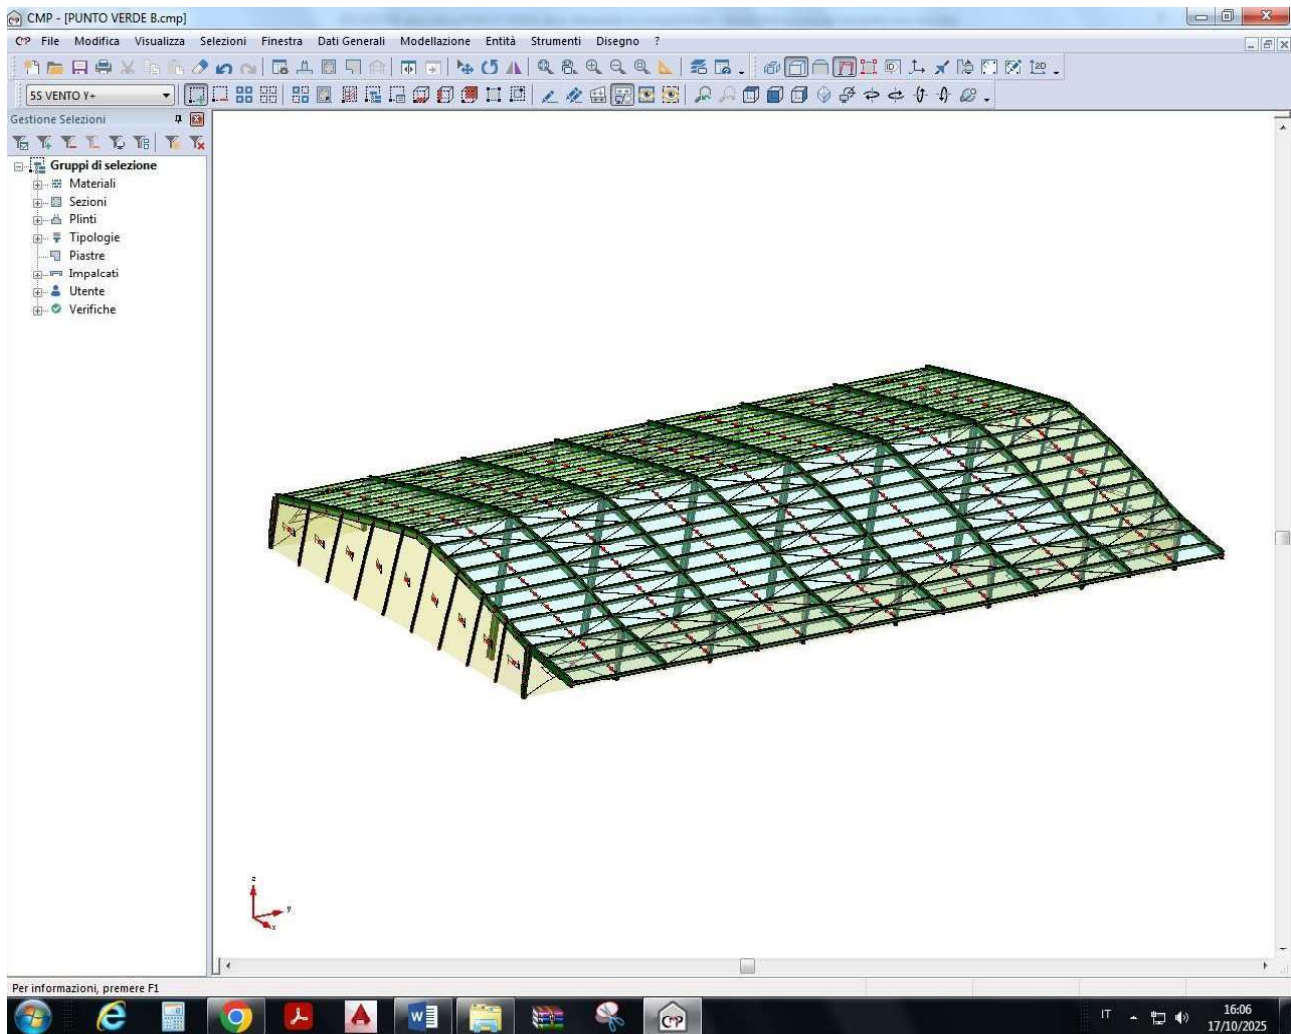 CMP - [PUNTO VERDE B.cmp]
File Modifica Visualizza Selezioni Finestra Dati Generali Modellazione Entità Strumenti Disegno ?
5S VENTO Y+
Gestione Selezioni
Gruppi di selezione
Materiali
Sezioni
Plinti
Tipologie
Piastre
Impalcati
Utente
Verifiche
z
y
x
Per informazioni, premere F1
IT
16:06
17/10/2025